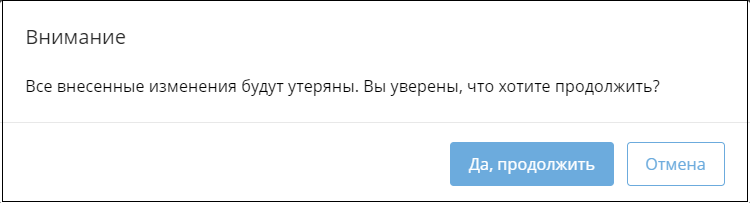 Внимание
Все внесенные изменения будут утеряны. Вы уверены, что хотите продолжить?
Да, продолжить
Отмена